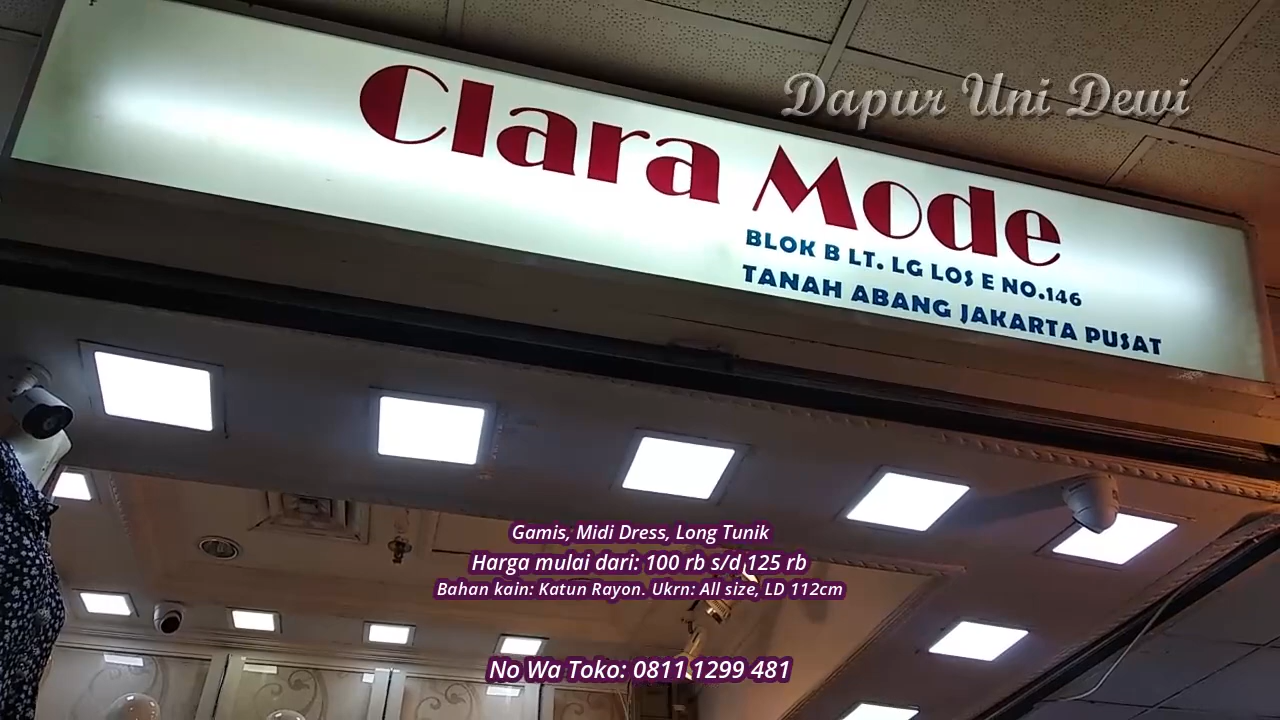 Dapur Uni Dewi
Clara Mode
BLOK B LT. LG LOS E NO.146
TANAH ABANG JAKARTA PUSAT
Gamis, Midi Dress, Long Tunik
Harga mulai dari: 100 rb s/d 125 rb
Bahan kain: Katun Rayon. Ukrn: All size, LD 112cm
No Wa Toko: 0811 1299 481